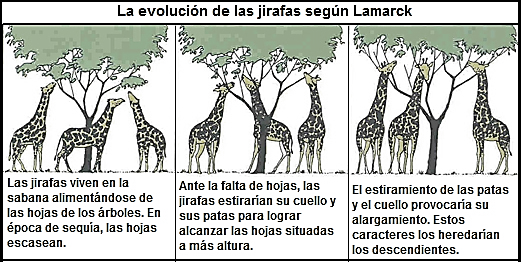 La evolución de las jirafas según Lamarck
Las jirafas viven en la
sabana alimentándose de
las hojas de los árboles. En
época de sequía, las hojas
escasean.
Ante la falta de hojas, las
jirafas estirarían su cuello y
sus patas para lograr
alcanzar las hojas situadas
a más altura.
El estiramiento de las patas
y el cuello provocaría su
alargamiento. Estos
caracteres los heredarían
los descendientes.